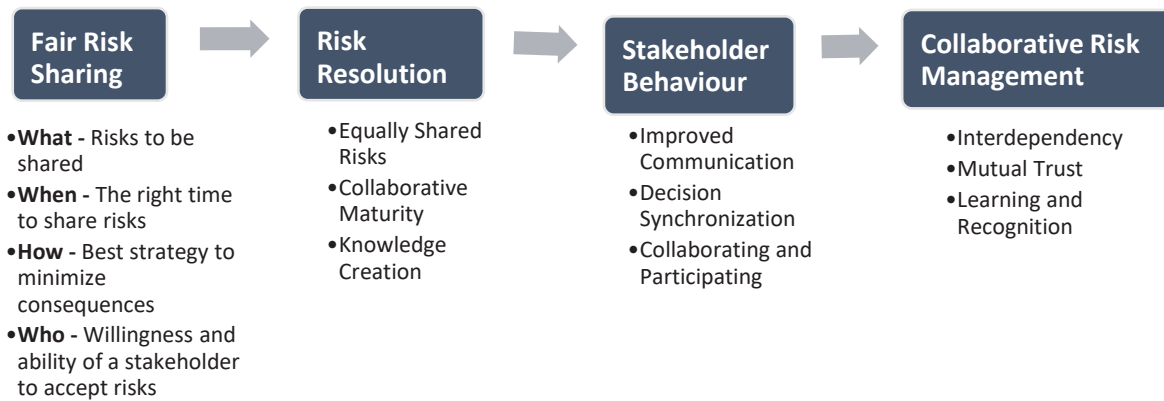 Fair Risk
Sharing
•What - Risks to be
shared
•When - The right time
to share risks
•How - Best strategy to
minimize
consequences
•Who - Willingness and
ability of a stakeholder
to accept risks
Risk
Resolution
•Equally Shared
Risks
•Collaborative
Maturity
•Knowledge
Creation
Stakeholder
Behaviour
•Improved
Communication
•Decision
Synchronization
•Collaborating and
Participating
Collaborative Risk
Management
•Interdependency
•Mutual Trust
•Learning and
Recognition